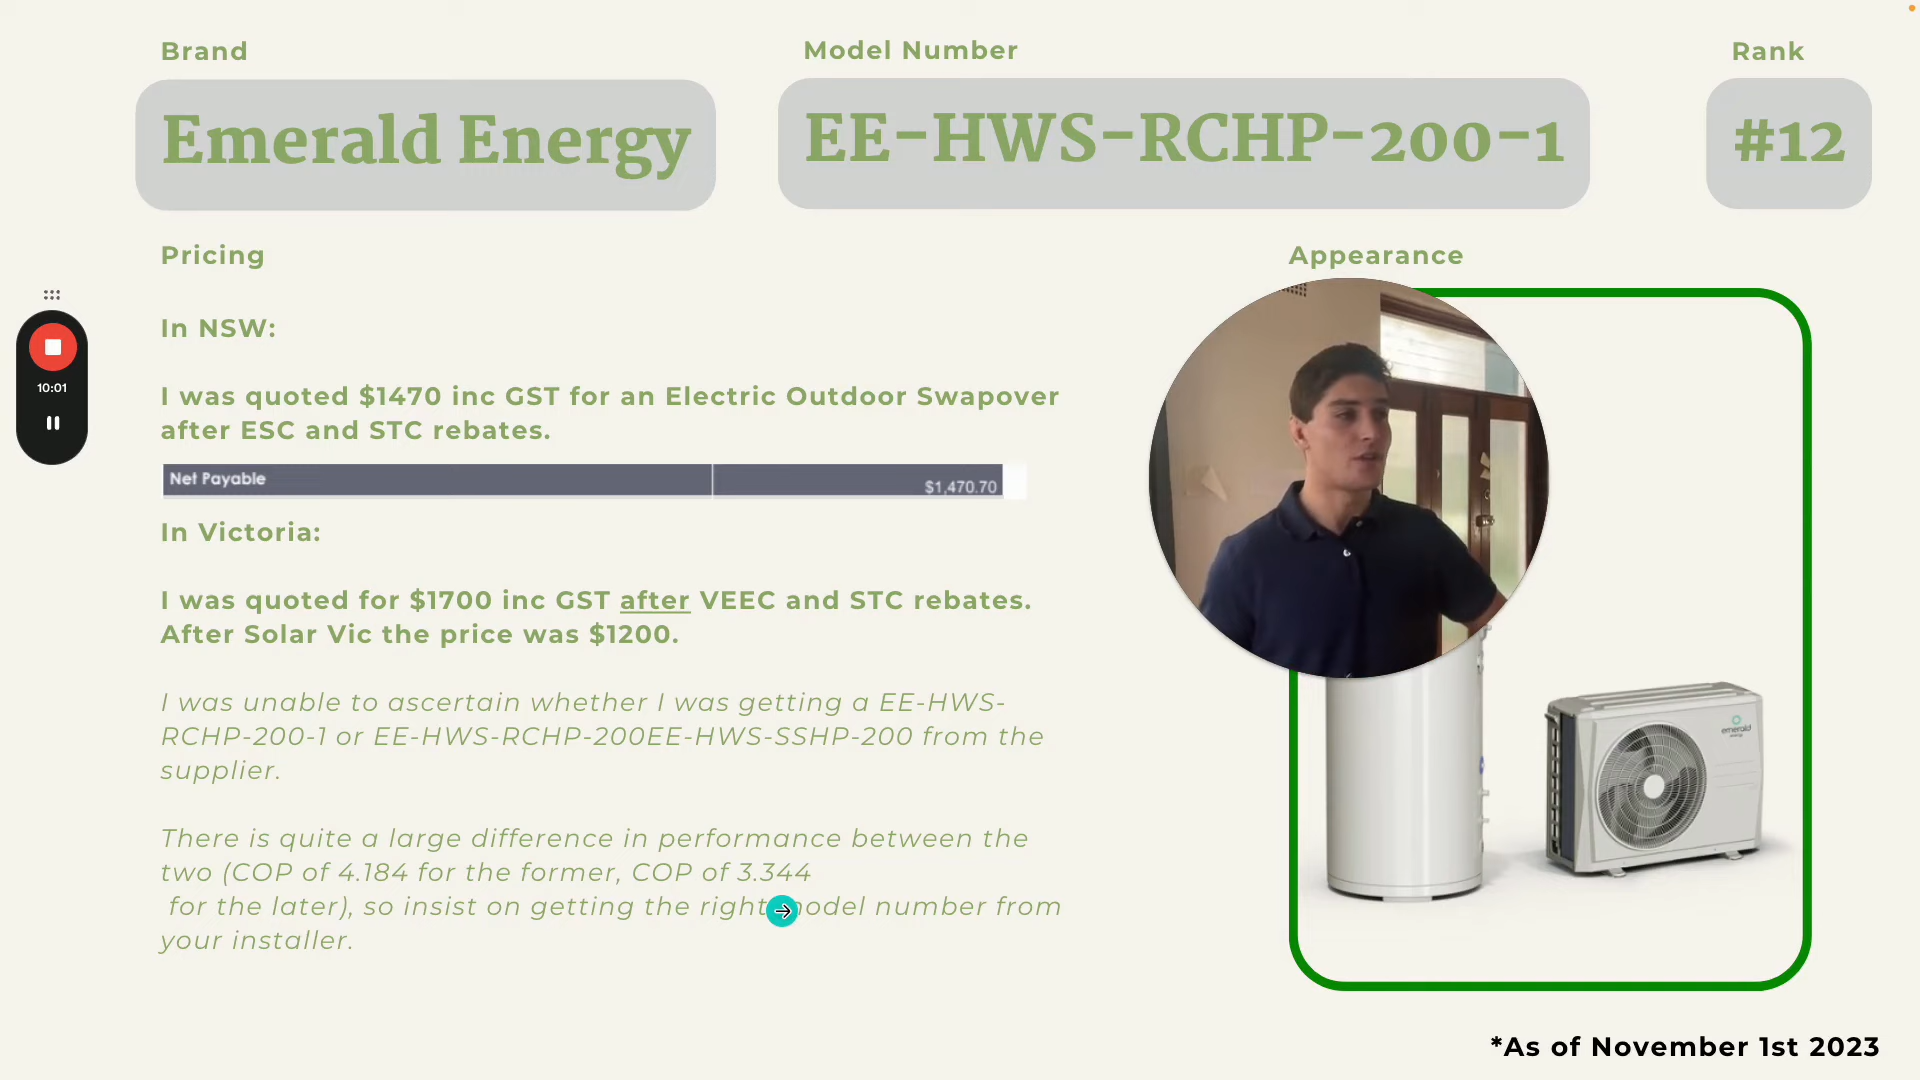 Brand
Model Number
Rank
Emerald Energy
EE-HWS-RCHP-200-1
#12
Pricing
Appearance
In NSW:
10:01
I was quoted $1470 inc GST for an Electric Outdoor Swapover
after ESC and STC rebates.
Net Payable
$1,470.70
In Victoria:
I was quoted for $1700 inc GST after VEEC and STC rebates.
After Solar Vic the price was $1200.
I was unable to ascertain whether I was getting a EE-HWS-
RCHP-200-1 or EE-HWS-RCHP-200EE-HWS-SSHP-200 from the
supplier.
emerald
energy
There is quite a large difference in performance between the
two (COP of 4.184 for the former, COP of 3.344
for the later), so insist on getting the right model number from
your installer.
*As of November 1st 2023